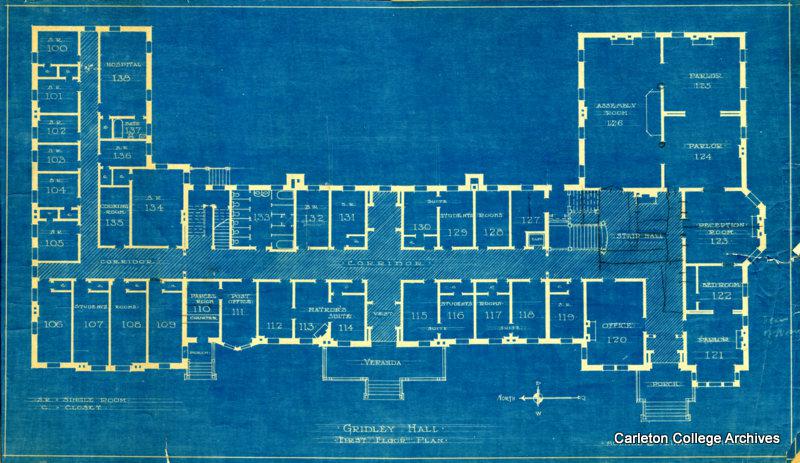 S.R.
100
HOSPITAL
138
S.R.
101
S.R.
102
S.R.
103
S.R.
104
S.R.
105
BATH
137
136
COOKING
ROOM
135
S.R.
134
133
S.R.
132
S.R.
131
SUITE
130
STUDENTS ROOMS
129
128
127
ASSEMBLY
ROOM
126
PARLOR
125
PARLOR
124
STAIR HALL
RECEPTION
ROOM
123
BEDROOM
122
PARLOR
121
CORRIDOR
CORRIDOR
STUDENTS ROOMS
106
107
108
109
PARCEL
ROOM
110
COUNTER
POST
OFFICE
111
112
MATRON'S
SUITE
113
114
VEST.
115
STUDENTS ROOMS
116
117
118
SUITE
SUITE
S.R.
119
OFFICE
120
PORCH
VERANDA
PORCH
NORTH
W
S.R. = SINGLE ROOM
C. = CLOSET
GRIDLEY HALL
FIRST FLOOR PLAN
Carleton College Archives